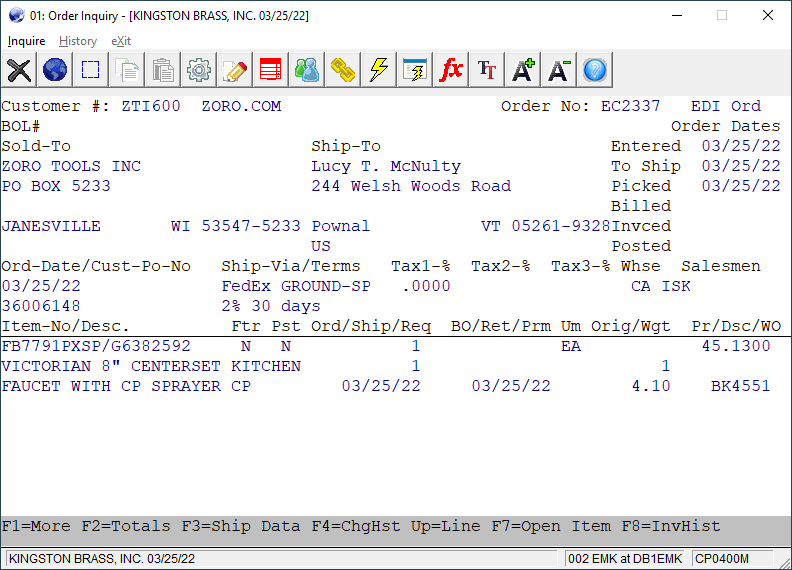 01: Order Inquiry - [KINGSTON BRASS, INC. 03/25/22]
Inquire History eXit
fx TT A+ A- ?
Customer #: ZTI600 ZORO.COM Order No: EC2337 EDI Ord
BOL# Order Dates
Sold-To Ship-To Entered 03/25/22
ZORO TOOLS INC Lucy T. McNulty To Ship 03/25/22
PO BOX 5233 244 Welsh Woods Road Picked 03/25/22
Billed
JANESVILLE WI 53547-5233 Pownal VT 05261-9328Invced
US Posted
Ord-Date/Cust-Po-No Ship-Via/Terms Tax1-% Tax2-% Tax3-% Whse Salesmen
03/25/22 FedEx GROUND-SP .0000 CA ISK
36006148 2% 30 days
Item-No/Desc. Ftr Pst Ord/Ship/Req BO/Ret/Prm Um Orig/Wgt Pr/Dsc/WO
FB7791PXSP/G6382592 N N 1 EA 45.1300
VICTORIAN 8" CENTERSET KITCHEN 1 1
FAUCET WITH CP SPRAYER CP 03/25/22 03/25/22 4.10 BK4551
F1=More F2=Totals F3=Ship Data F4=ChgHst Up=Line F7=Open Item F8=InvHist
KINGSTON BRASS, INC. 03/25/22 002 EMK at DB1EMK CP0400M